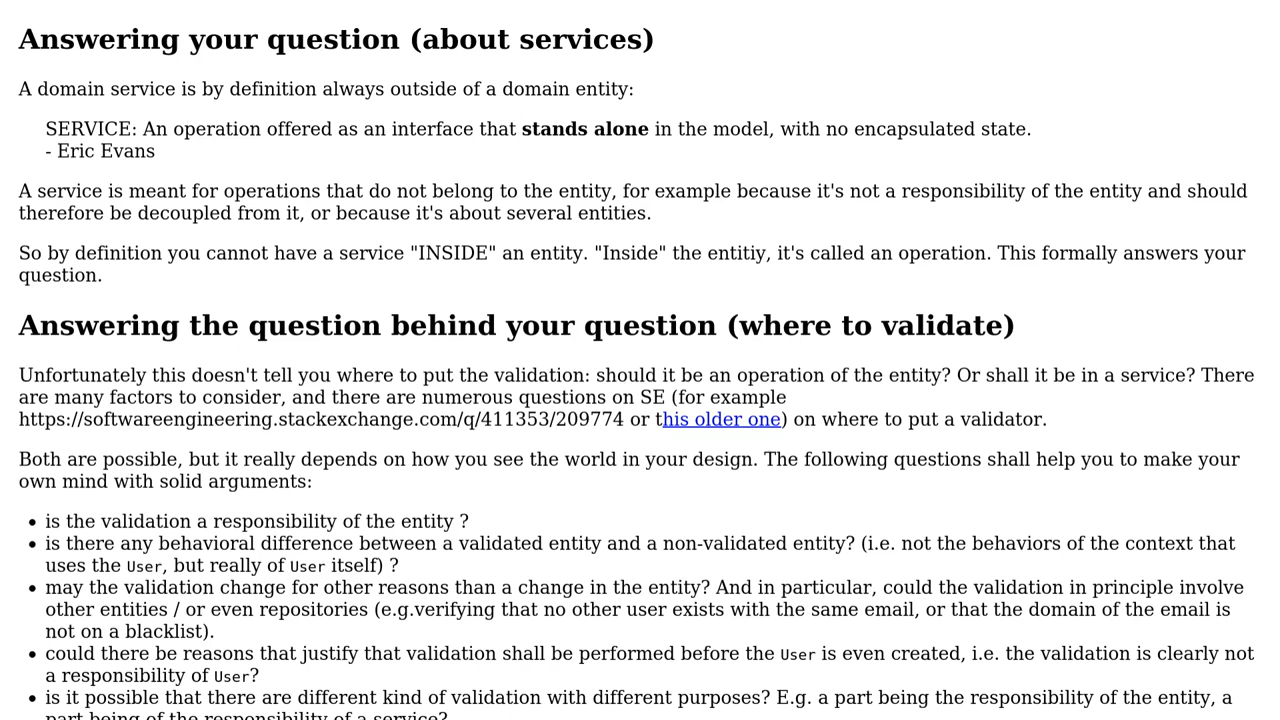 Answering your question (about services)
A domain service is by definition always outside of a domain entity:
SERVICE: An operation offered as an interface that stands alone in the model, with no encapsulated state.
- Eric Evans
A service is meant for operations that do not belong to the entity, for example because it's not a responsibility of the entity and should
therefore be decoupled from it, or because it's about several entities.
So by definition you cannot have a service "INSIDE" an entity. "Inside" the entitiy, it's called an operation. This formally answers your
question.
Answering the question behind your question (where to validate)
Unfortunately this doesn't tell you where to put the validation: should it be an operation of the entity? Or shall it be in a service? There
are many factors to consider, and there are numerous questions on SE (for example
https://softwareengineering.stackexchange.com/q/411353/209774 or this older one) on where to put a validator.
Both are possible, but it really depends on how you see the world in your design. The following questions shall help you to make your
own mind with solid arguments:
• is the validation a responsibility of the entity ?
• is there any behavioral difference between a validated entity and a non-validated entity? (i.e. not the behaviors of the context that
uses the User, but really of User itself) ?
• may the validation change for other reasons than a change in the entity? And in particular, could the validation in principle involve
other entities / or even repositories (e.g.verifying that no other user exists with the same email, or that the domain of the email is
not on a blacklist).
• could there be reasons that justify that validation shall be performed before the User is even created, i.e. the validation is clearly not
a responsibility of User?
• is it possible that there are different kind of validation with different purposes? E.g. a part being the responsibility of the entity, a
part being of the responsibility of a service?